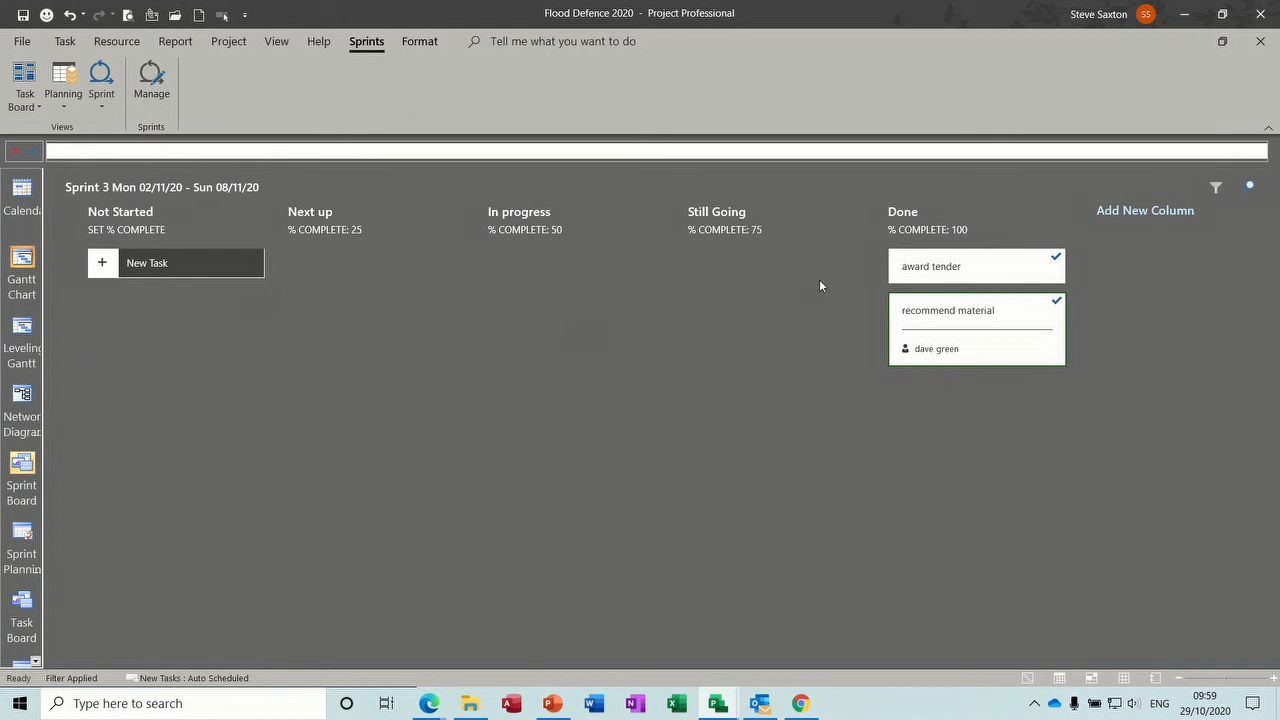 Flood Defence 2020 - Project Professional
Steve Saxton
SS
File Task Resource Report Project View Help Sprints Format Tell me what you want to do
Task Board
Planning
Sprint
Manage
Views
Sprints
Sprint 3 Mon 02/11/20 - Sun 08/11/20
Not Started
SET % COMPLETE
New Task
Next up
% COMPLETE: 25
In progress
% COMPLETE: 50
Still Going
% COMPLETE: 75
Done
% COMPLETE: 100
award tender
recommend material
dave green
Add New Column
Calenda
Gantt
Chart
Leveling
Gantt
Networ
Diagra
Sprint
Board
Sprint
Plannin
Task
Board
Ready Filter Applied New Tasks : Auto Scheduled
Type here to search
09:59
29/10/2020